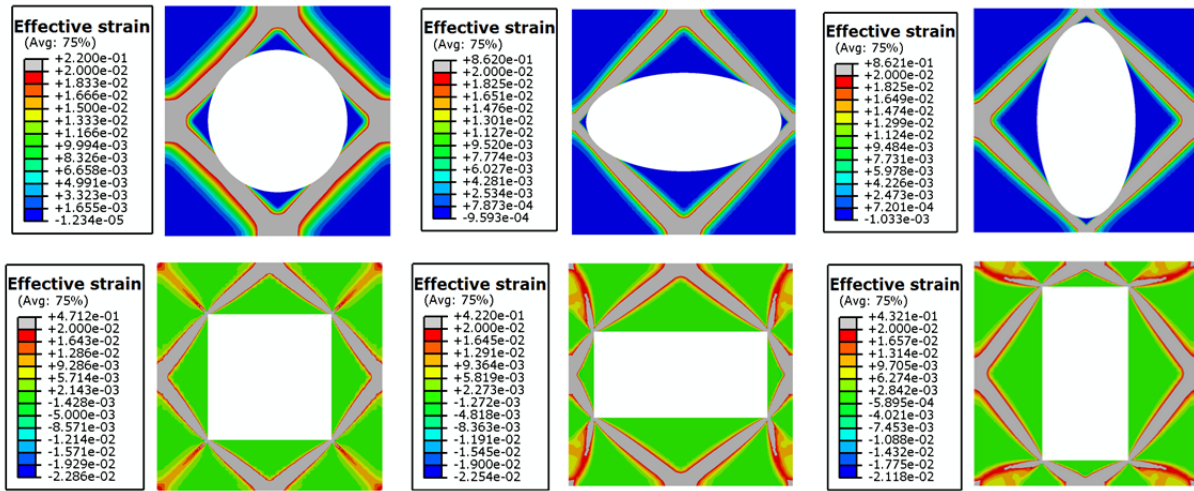 Effective strain
(Avg: 75%)
+2.200e-01
+2.000e-02
+1.833e-02
+1.666e-02
+1.500e-02
+1.333e-02
+1.166e-02
+9.994e-03
+8.326e-03
+6.658e-03
+4.991e-03
+3.323e-03
+1.655e-03
-1.234e-05
Effective strain
(Avg: 75%)
+8.620e-01
+2.000e-02
+1.825e-02
+1.651e-02
+1.476e-02
+1.301e-02
+1.127e-02
+9.520e-03
+7.774e-03
+6.027e-03
+4.281e-03
+2.534e-03
+7.873e-04
-9.593e-04
Effective strain
(Avg: 75%)
+8.621e-01
+2.000e-02
+1.825e-02
+1.649e-02
+1.474e-02
+1.299e-02
+1.124e-02
+9.484e-03
+7.731e-03
+5.978e-03
+4.226e-03
+2.473e-03
+7.201e-04
-1.033e-03
Effective strain
(Avg: 75%)
+4.712e-01
+2.000e-02
+1.643e-02
+1.286e-02
+9.286e-03
+5.714e-03
+2.143e-03
-1.428e-03
-5.000e-03
-8.571e-03
-1.214e-02
-1.571e-02
-1.929e-02
-2.286e-02
Effective strain
(Avg: 75%)
+4.220e-01
+2.000e-02
+1.645e-02
+1.291e-02
+9.364e-03
+5.819e-03
+2.273e-03
-1.272e-03
-4.818e-03
-8.363e-03
-1.191e-02
-1.545e-02
-1.900e-02
-2.254e-02
Effective strain
(Avg: 75%)
+4.321e-01
+2.000e-02
+1.657e-02
+1.314e-02
+9.705e-03
+6.274e-03
+2.842e-03
-5.895e-04
-4.021e-03
-7.453e-03
-1.088e-02
-1.432e-02
-1.775e-02
-2.118e-02